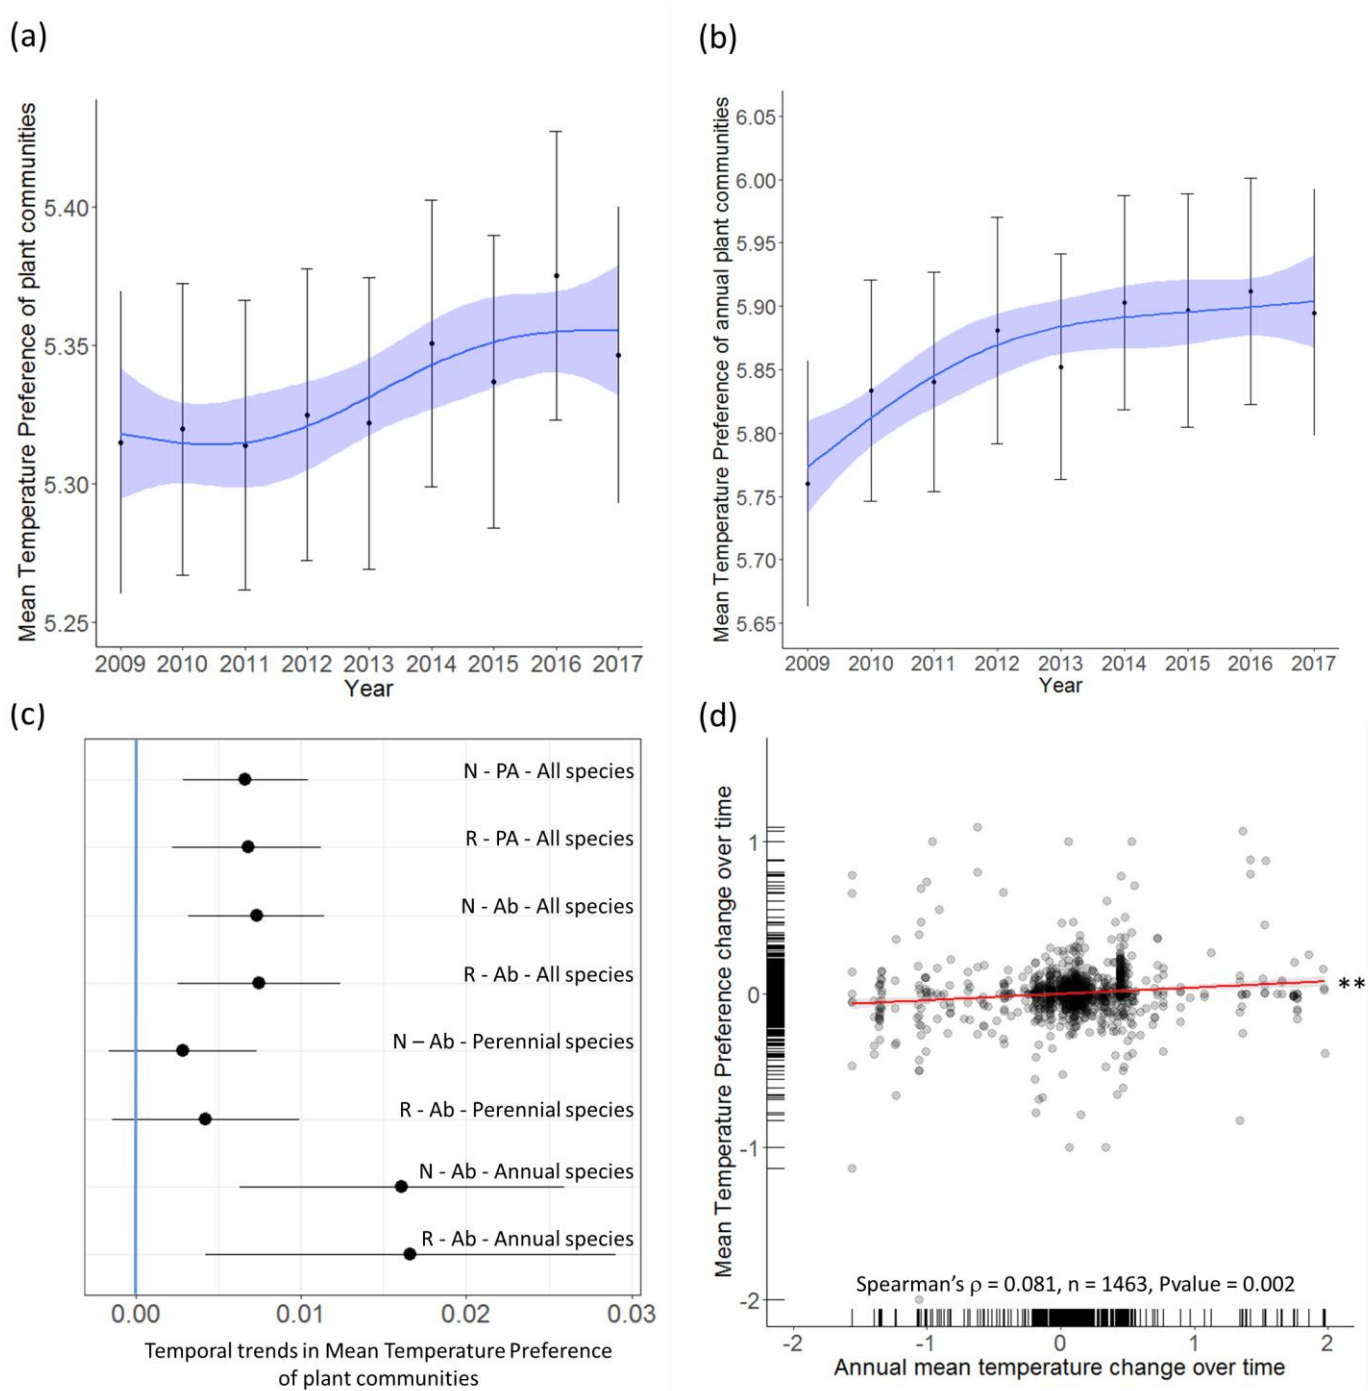 (a)
Mean Temperature Preference of plant communities
5.40
5.35
5.30
5.25
2009 2010 2011 2012 2013 2014 2015 2016 2017
Year
(b)
Mean Temperature Preference of annual plant communities
6.05
6.00
5.95
5.90
5.85
5.80
5.75
5.70
5.65
2009 2010 2011 2012 2013 2014 2015 2016 2017
Year
(c)
N - PA - All species
R - PA - All species
N - Ab - All species
R - Ab - All species
N – Ab - Perennial species
R - Ab - Perennial species
N - Ab - Annual species
R - Ab - Annual species
0.00 0.01 0.02 0.03
Temporal trends in Mean Temperature Preference
of plant communities
(d)
Mean Temperature Preference change over time
1
0
-1
-2
**
Spearman's ρ = 0.081, n = 1463, Pvalue = 0.002
-2 -1 0 1 2
Annual mean temperature change over time